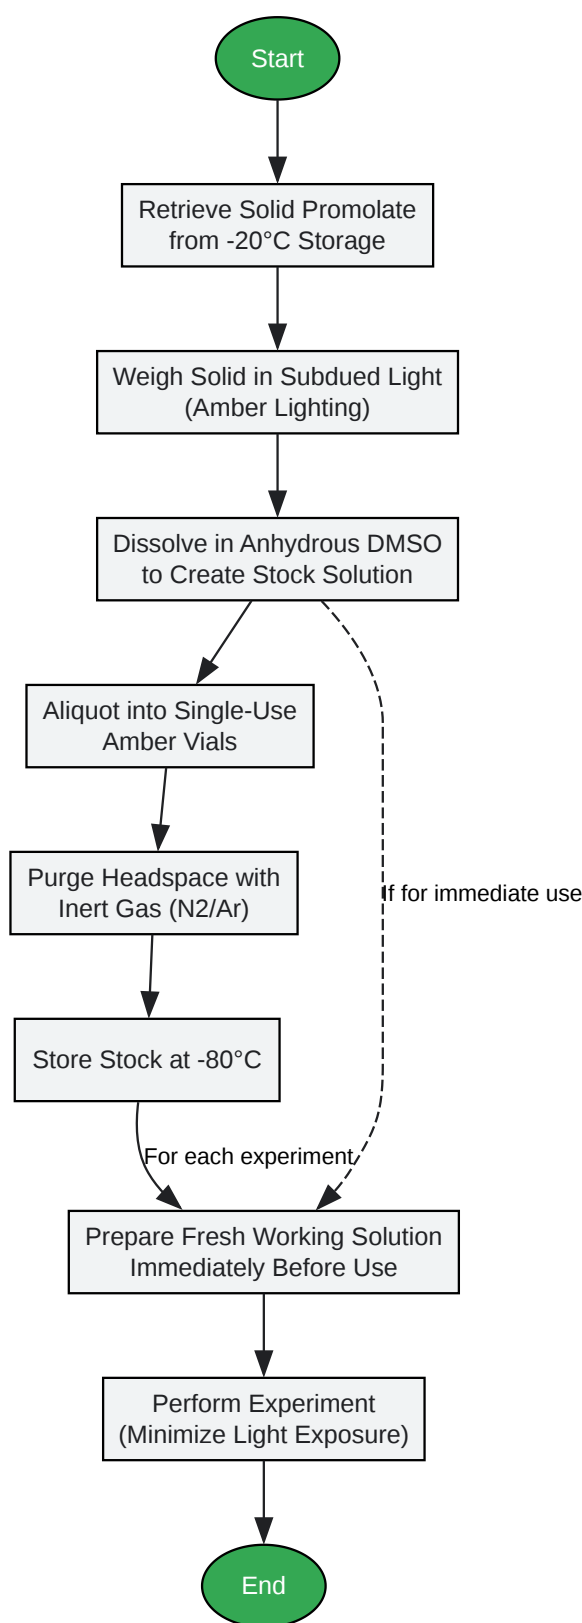 Start
Retrieve Solid Promolate
from -20°C Storage
Weigh Solid in Subdued Light
(Amber Lighting)
Dissolve in Anhydrous DMSO
to Create Stock Solution
Aliquot into Single-Use
Amber Vials
Purge Headspace with
Inert Gas (N2/Ar)
If for immediate use
Store Stock at -80°C
For each experiment
Prepare Fresh Working Solution
Immediately Before Use
Perform Experiment
(Minimize Light Exposure)
End